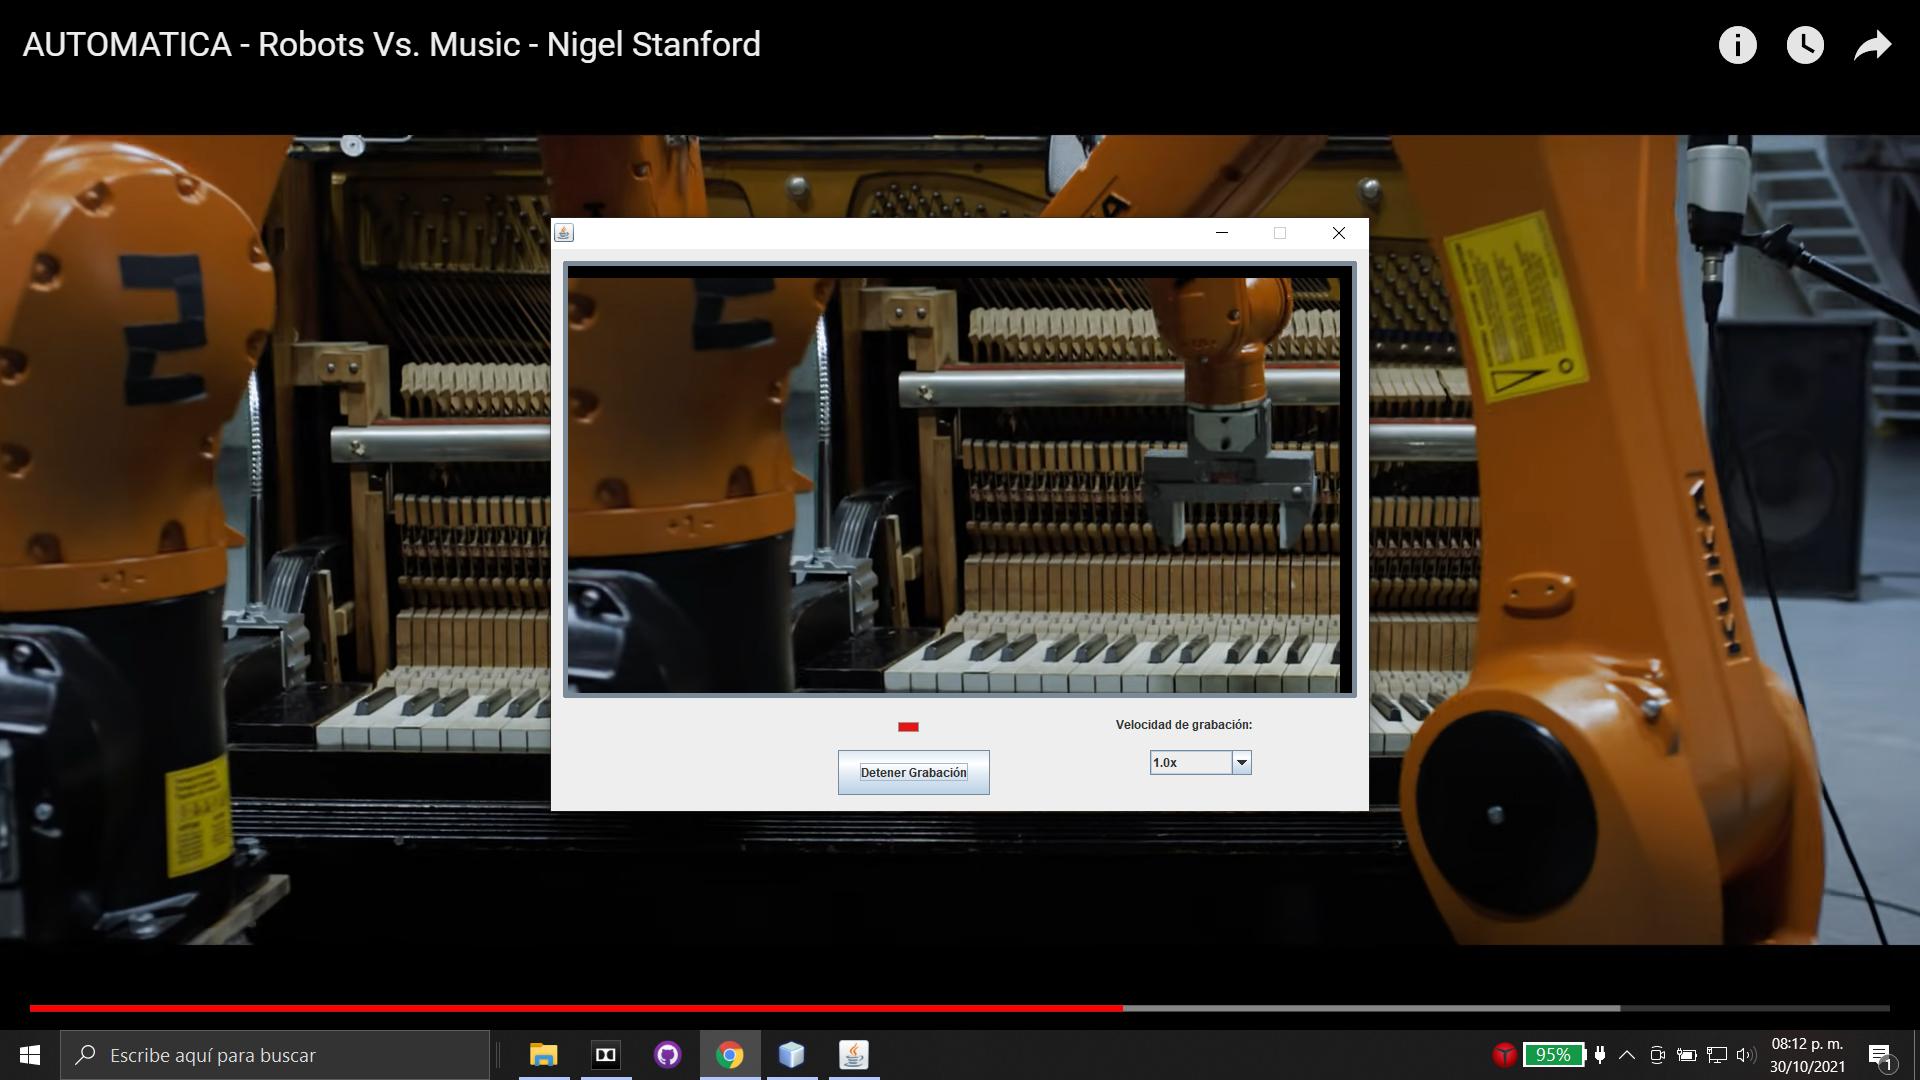 AUTOMATICA - Robots Vs. Music - Nigel Stanford
Velocidad de grabación:
Detener Grabación
1.0x
Escribe aquí para buscar
95%
08:12 p. m.
30/10/2021
1